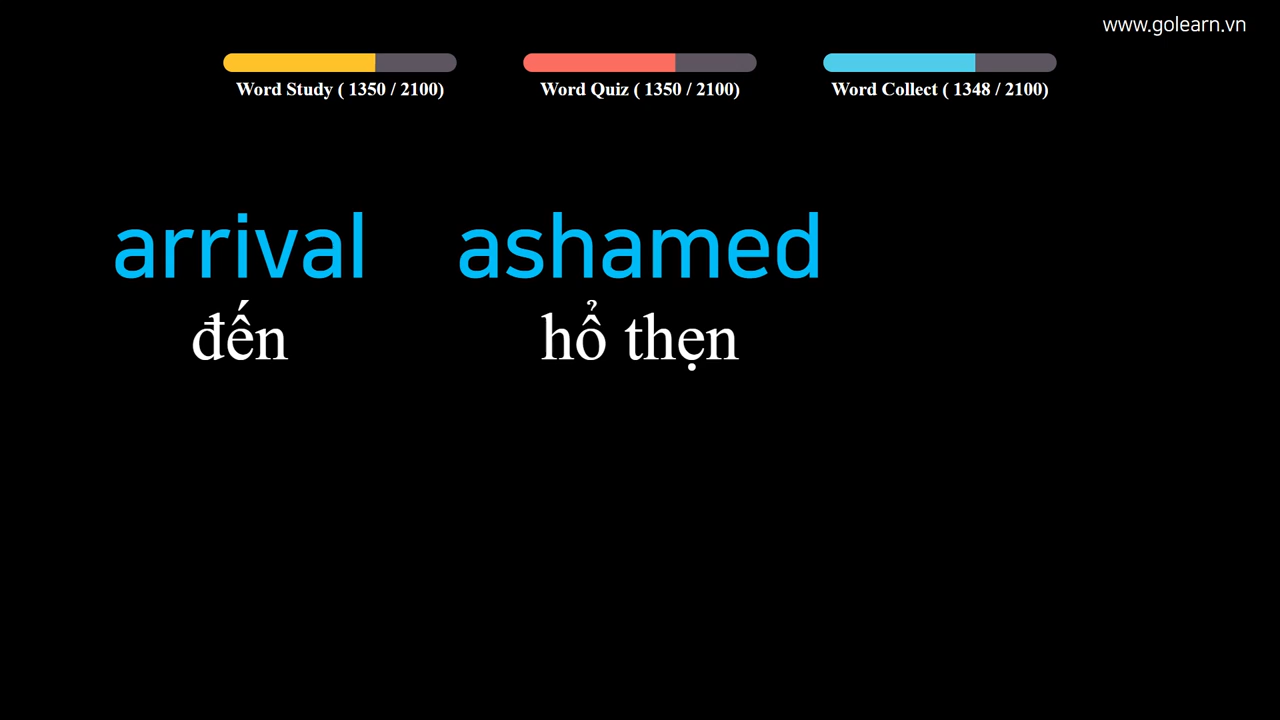 www.golearn.vn
Word Study ( 1350 / 2100)
Word Quiz ( 1350 / 2100)
Word Collect ( 1348 / 2100)
arrival ashamed
đến hổ thẹn